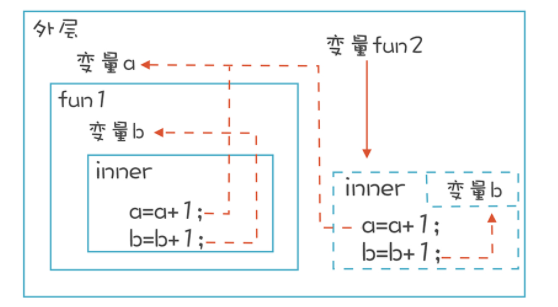 外层
变量a
变量fun2
fun1
变量b
inner
a=a+1;
b=b+1;
inner
变量b
a=a+1;
b=b+1;